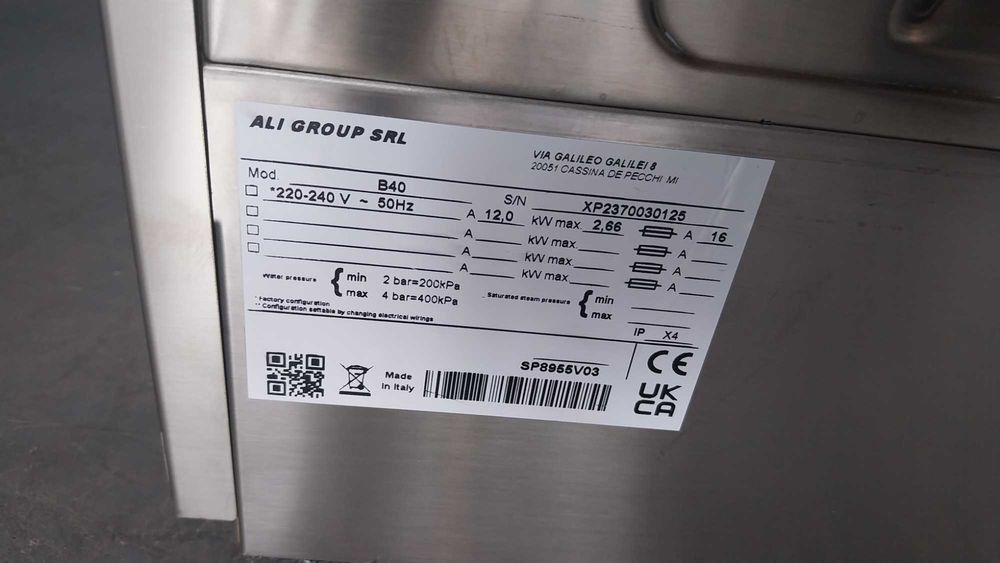 ALI GROUP SRL
VIA GALILEO GALILEI 8
20051 CASSINA DE PECCHI MI
Mod. B40 S/N XP2370030125
*220-240 V ~ 50Hz A 12,0 kW max 2,66 A 16
A kW max A
A kW max A
A kW max A
Water pressure { min 2 bar=200kPa
max 4 bar=400kPa
Saturated steam pressure { min
max
* Factory configuration
** Configuration settable by changing electrical wirings
IP X4
SP8955V03
Made
in Italy
CE
UK
CA